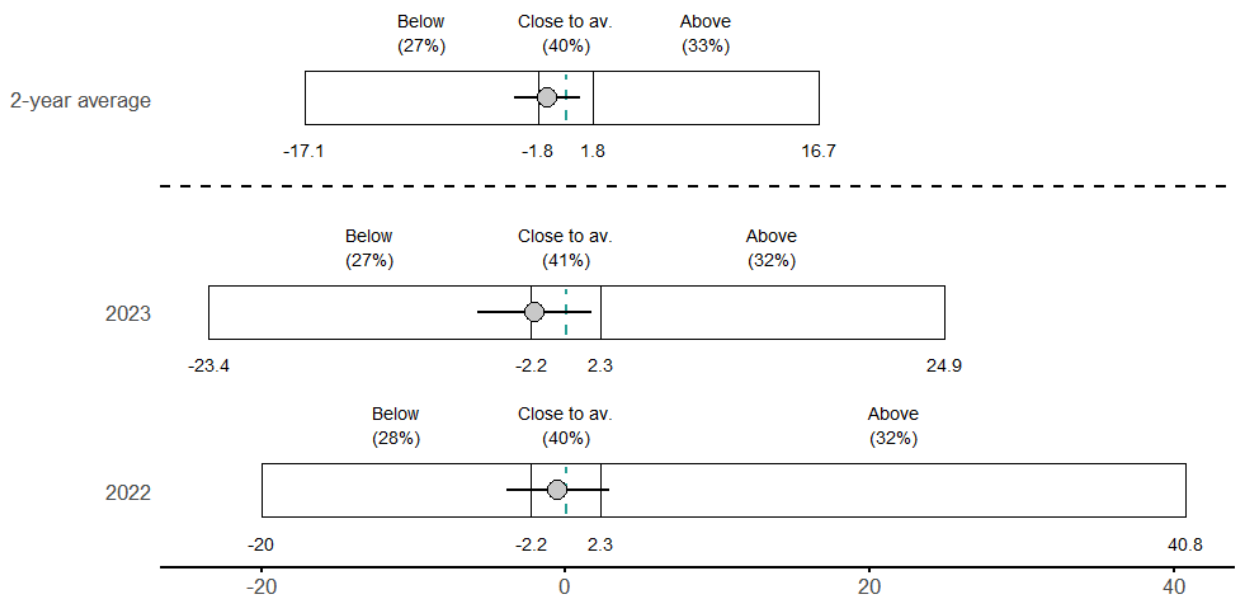 Below Close to av. Above
(27%) (40%) (33%)
2-year average
-17.1 -1.8 1.8 16.7
Below Close to av. Above
(27%) (41%) (32%)
2023
-23.4 -2.2 2.3 24.9
Below Close to av. Above
(28%) (40%) (32%)
2022
-20 -2.2 2.3 40.8
-20 0 20 40